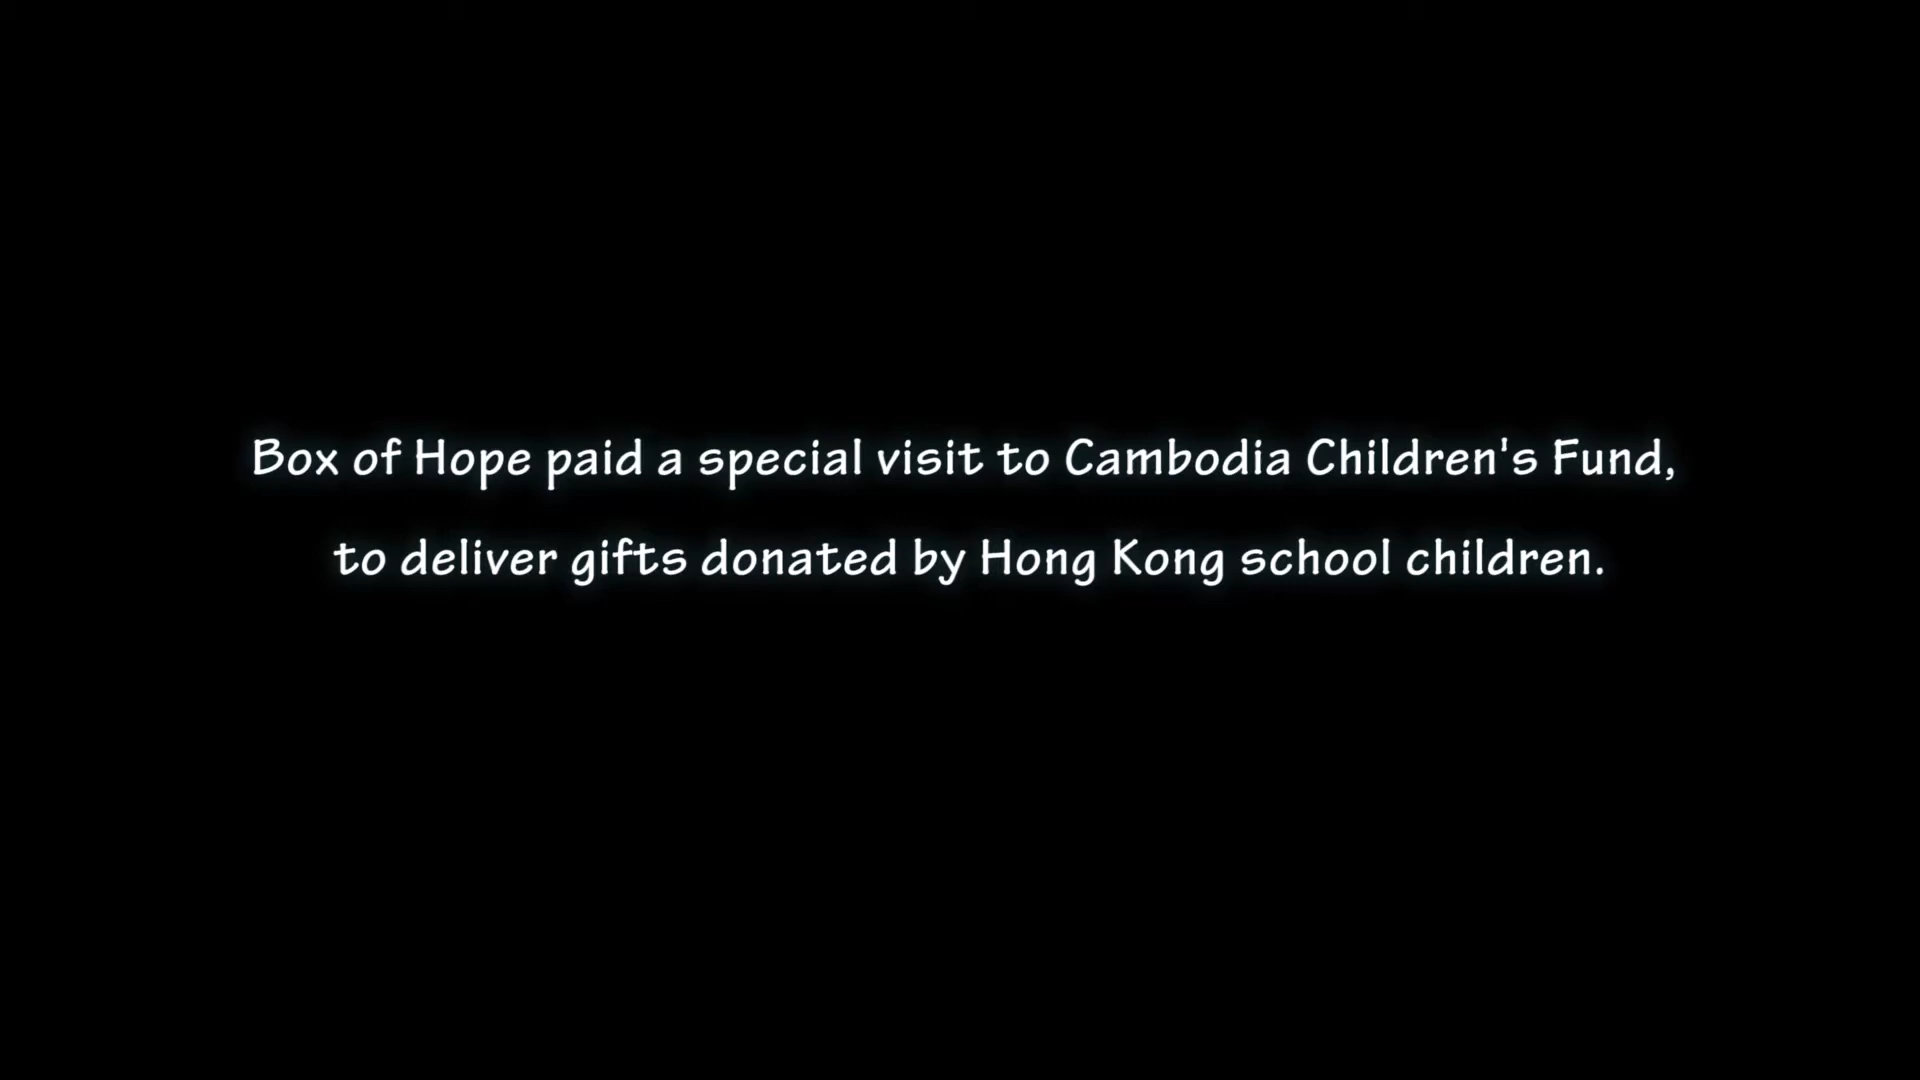 Box of Hope paid a special visit to Cambodia Children's Fund,
to deliver gifts donated by Hong Kong school children.